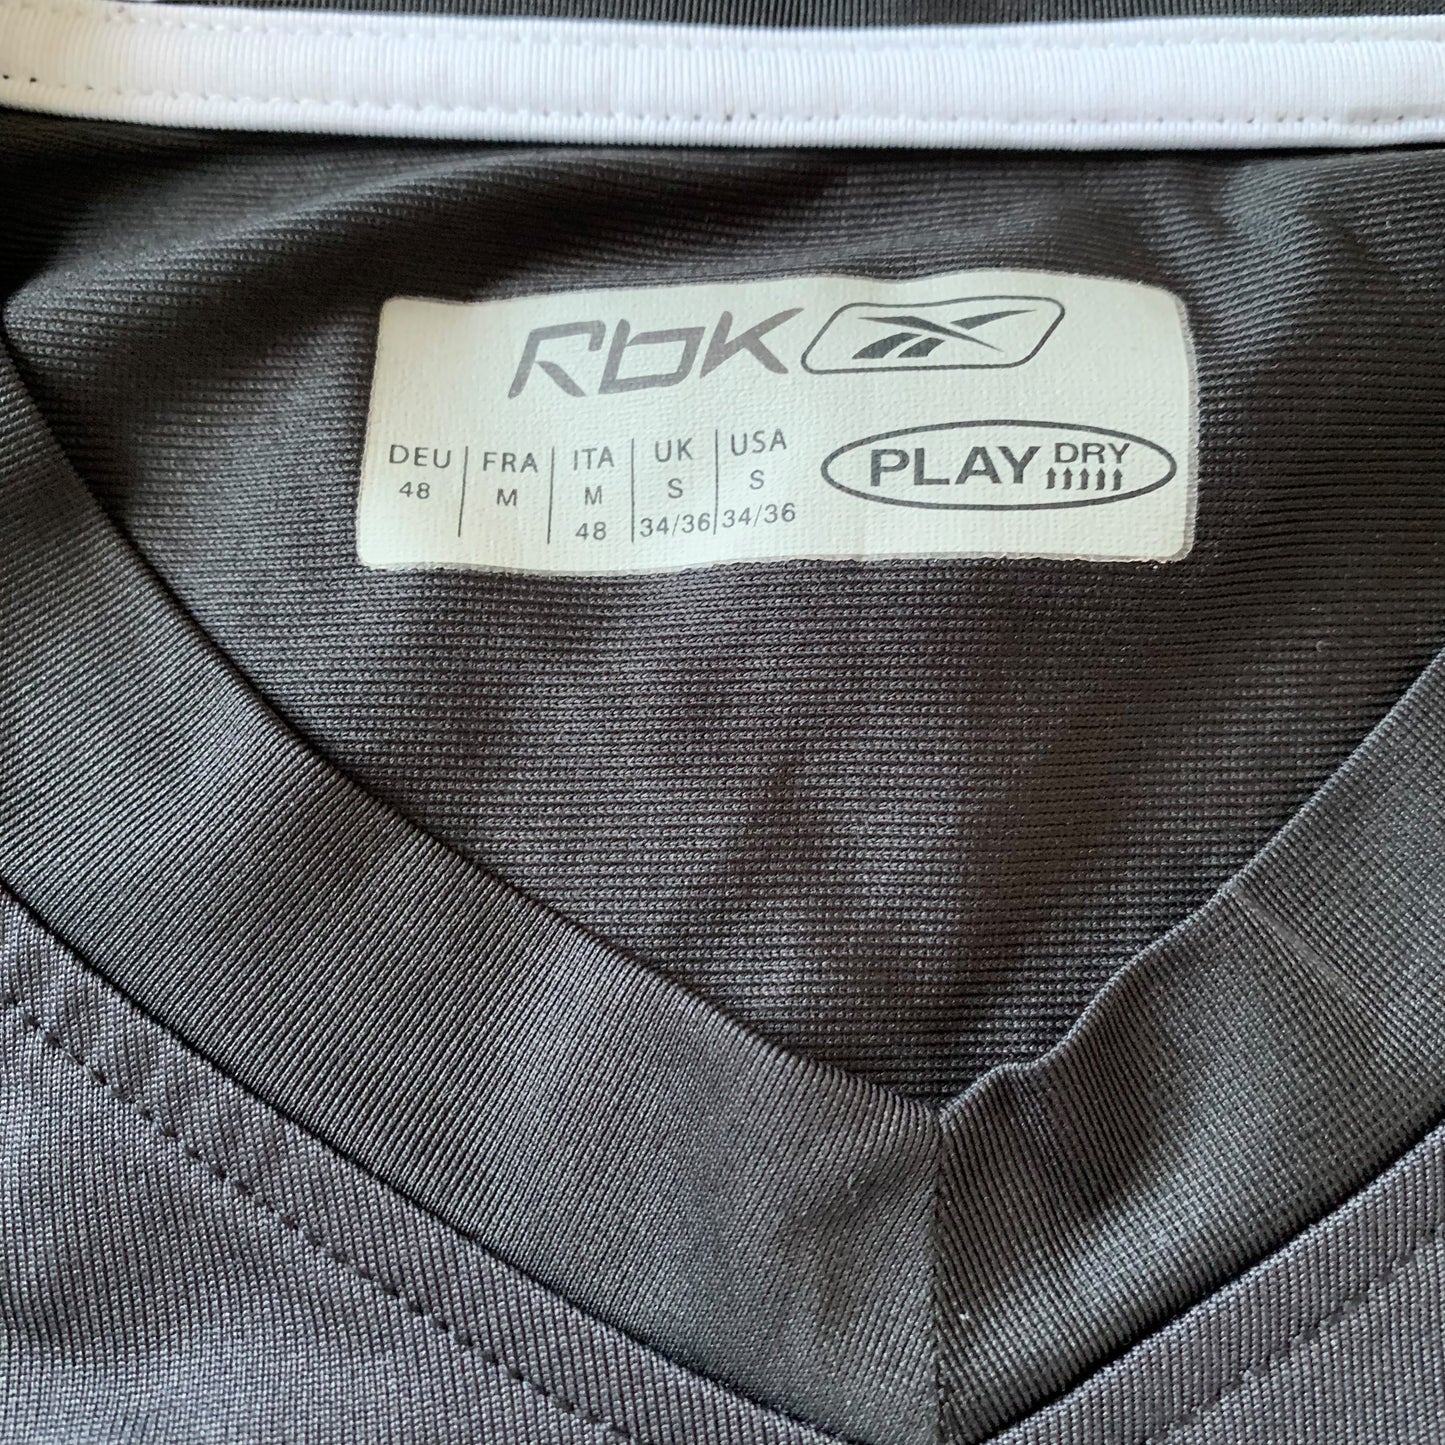 RbK
DEU FRA ITA UK USA
48 M M S S
48 34/36 34/36
PLAY DRY